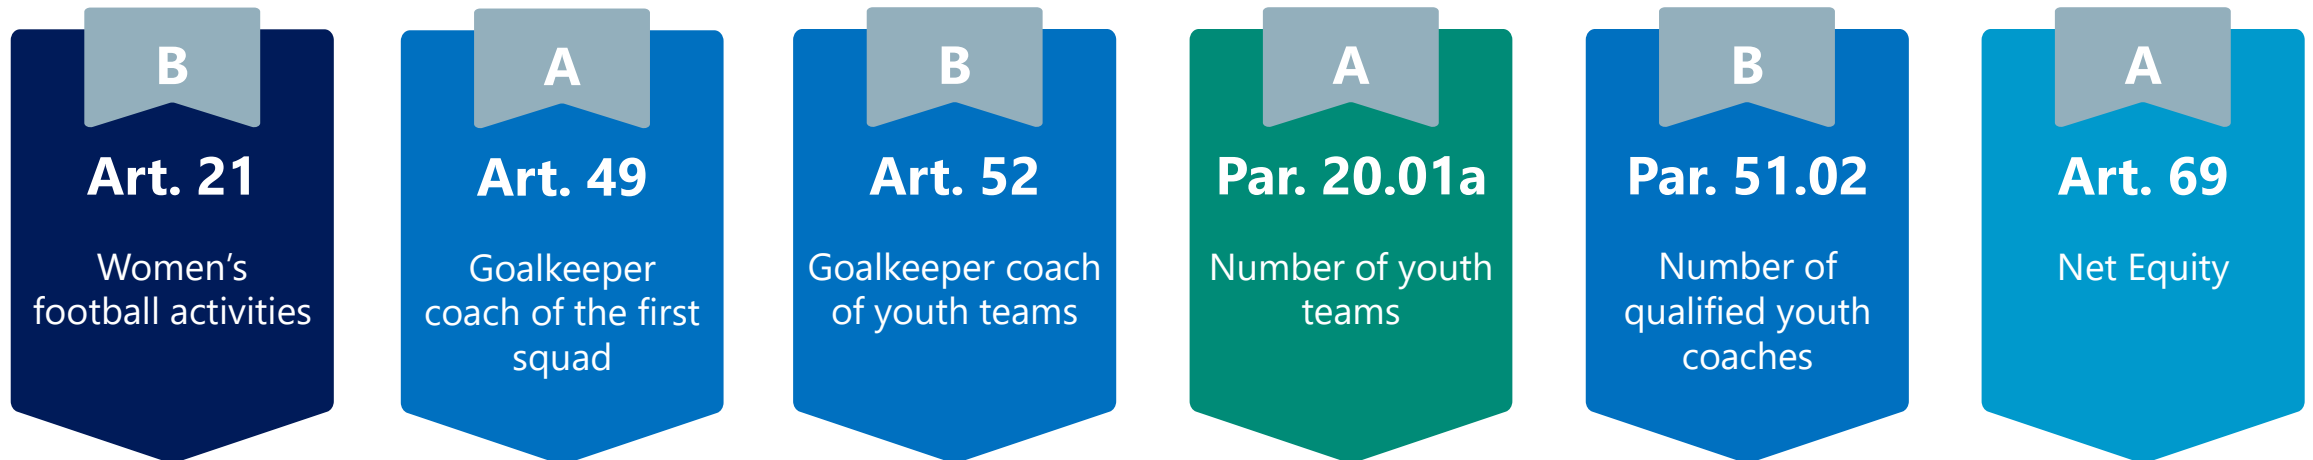 B
Art. 21
Women’s
football activities
A
Art. 49
Goalkeeper
coach of the first
squad
B
Art. 52
Goalkeeper coach
of youth teams
A
Par. 20.01a
Number of youth
teams
B
Par. 51.02
Number of
qualified youth
coaches
A
Art. 69
Net Equity